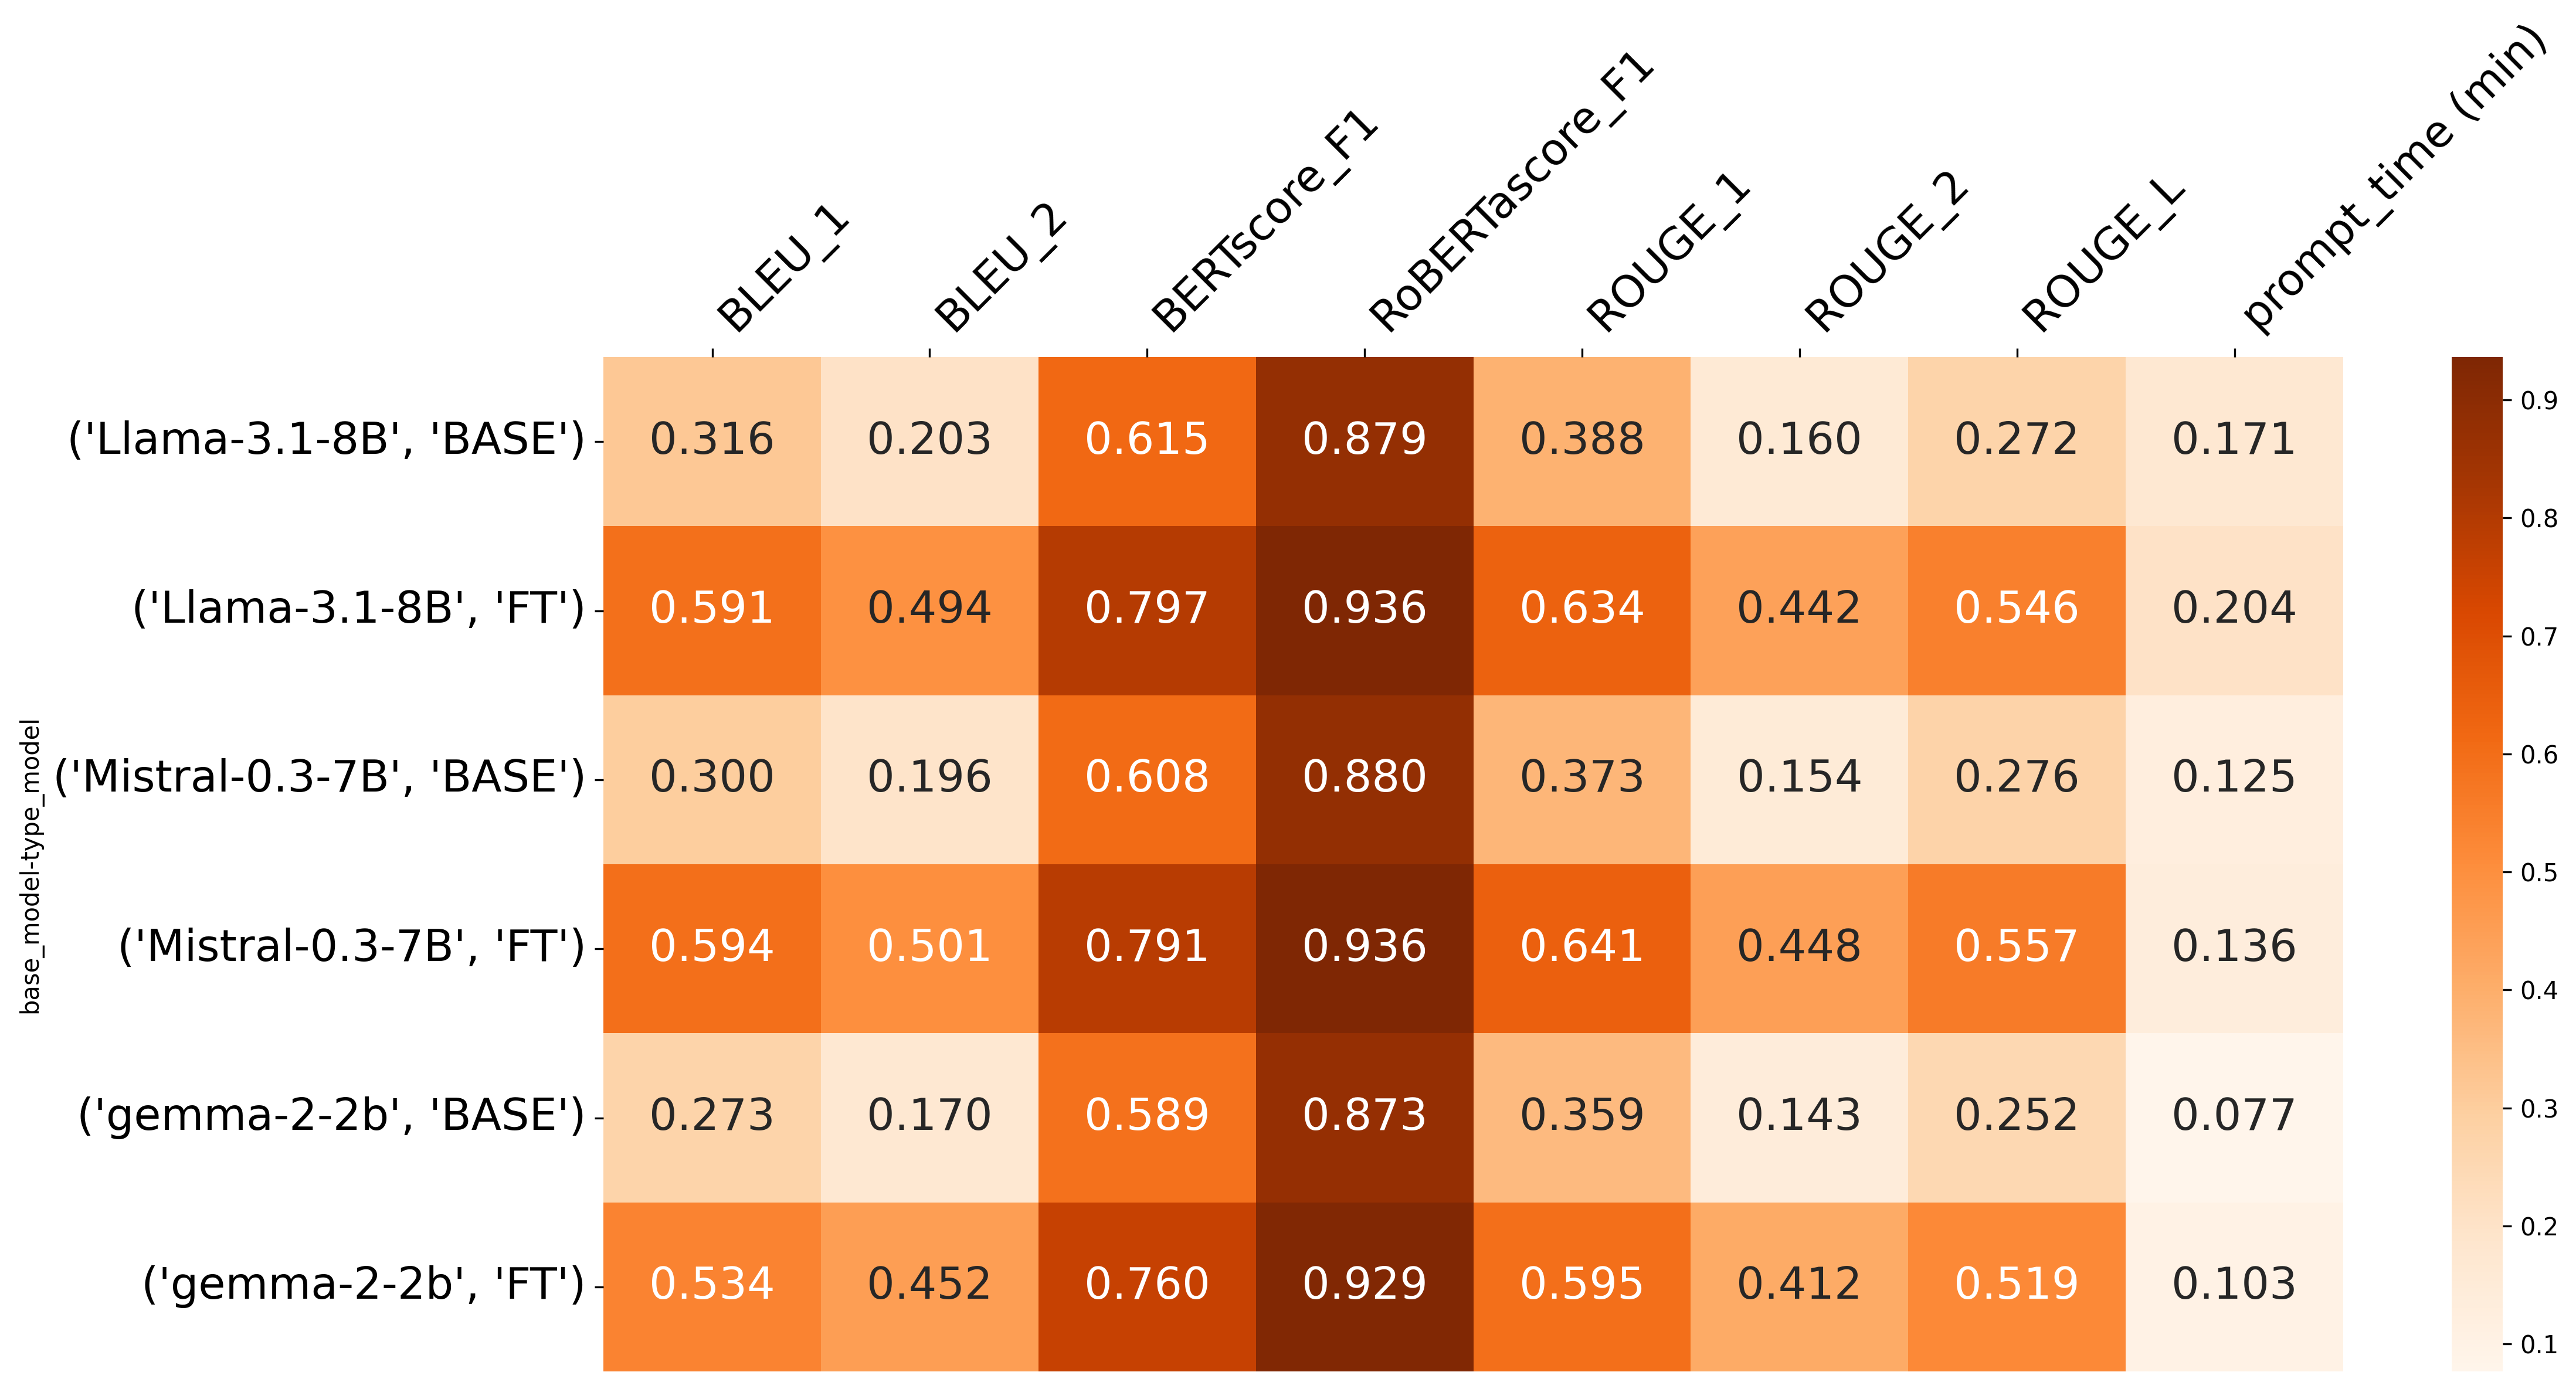 BLEU_1
BLEU_2
BERTscore_F1
RoBERTascore_F1
ROUGE_1
ROUGE_2
ROUGE_L
prompt_time (min)
base_model-type_model
('Llama-3.1-8B', 'BASE') 0.316 0.203 0.615 0.879 0.388 0.160 0.272 0.171
('Llama-3.1-8B', 'FT') 0.591 0.494 0.797 0.936 0.634 0.442 0.546 0.204
('Mistral-0.3-7B', 'BASE') 0.300 0.196 0.608 0.880 0.373 0.154 0.276 0.125
('Mistral-0.3-7B', 'FT') 0.594 0.501 0.791 0.936 0.641 0.448 0.557 0.136
('gemma-2-2b', 'BASE') 0.273 0.170 0.589 0.873 0.359 0.143 0.252 0.077
('gemma-2-2b', 'FT') 0.534 0.452 0.760 0.929 0.595 0.412 0.519 0.103
0.9
0.8
0.7
0.6
0.5
0.4
0.3
0.2
0.1